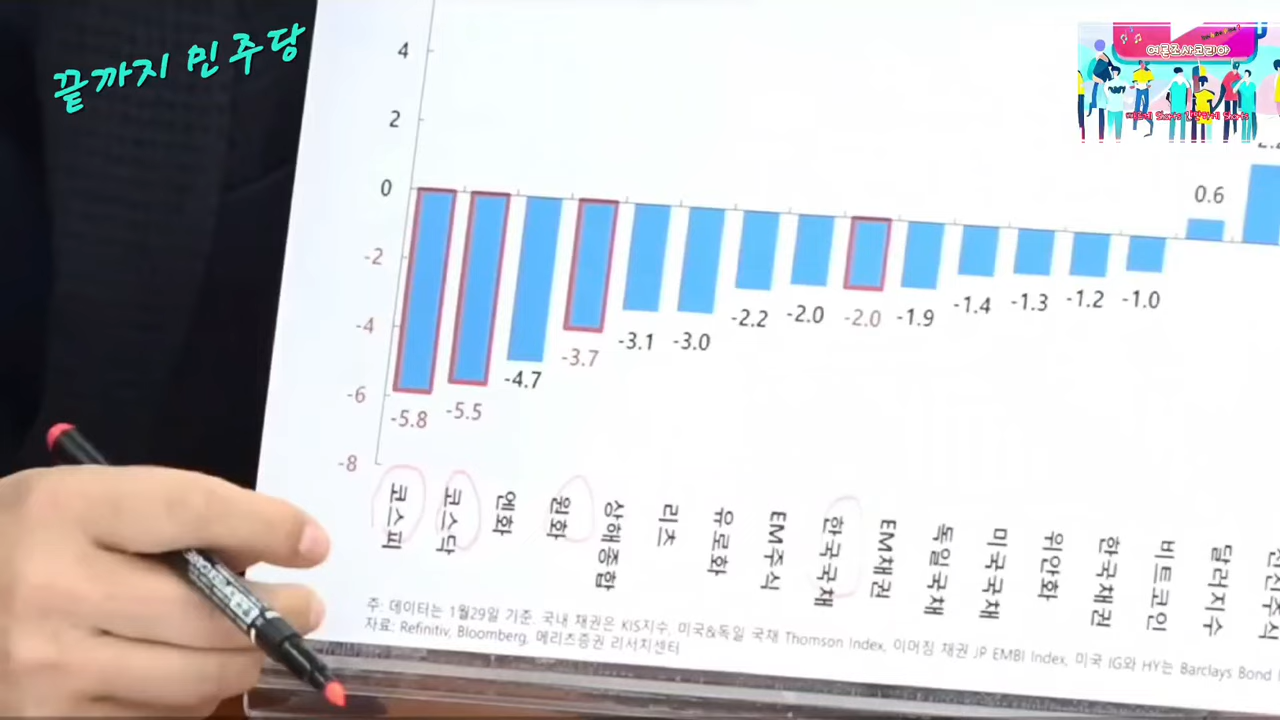 끝까지 민주당
여론조사코리아
4
2
0
-2
-4
-6
-8
0.6
-5.8
-5.5
-4.7
-3.7
-3.1
-3.0
-2.2
-2.0
-2.0
-1.9
-1.4
-1.3
-1.2
-1.0
코스피
코스닥
엔화
원화
상해종합
리츠
유로화
EM주식
한국국채
EM채권
독일국채
미국국채
위안화
한국채권
비트코인
달러지수
선진주식
주: 데이터는 1월29일 기준. 국내 채권은 KIS지수, 미국&독일 국채 Thomson Index, 이머징 채권 JP EMBI Index, 미국 IG와 HY는 Barclays Bond
자료: Refinitiv, Bloomberg, 메리츠증권 리서치센터